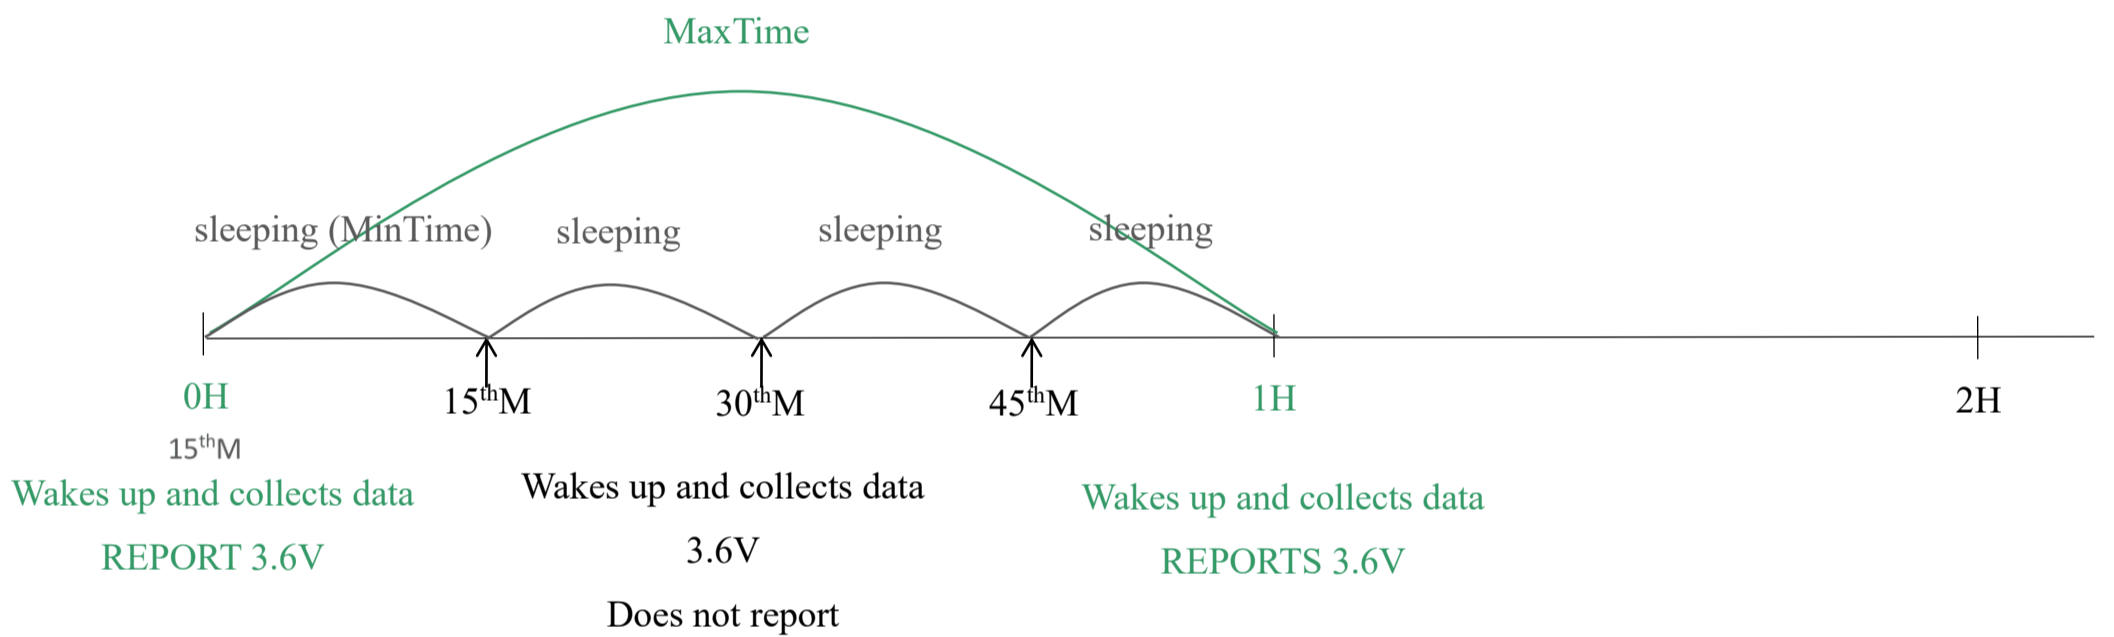 MaxTime
sleeping (MinTime)
sleeping
sleeping
sleeping
0H
15thM
30thM
45thM
1H
2H
15thM
Wakes up and collects data
REPORT 3.6V
Wakes up and collects data
3.6V
Does not report
Wakes up and collects data
REPORTS 3.6V